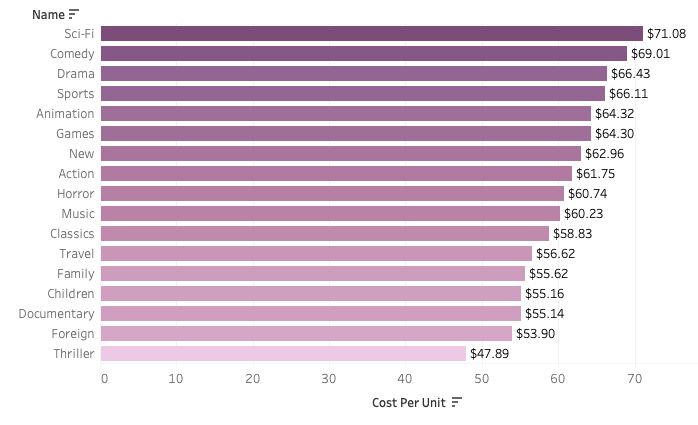 Name
Sci-Fi $71.08
Comedy $69.01
Drama $66.43
Sports $66.11
Animation $64.32
Games $64.30
New $62.96
Action $61.75
Horror $60.74
Music $60.23
Classics $58.83
Travel $56.62
Family $55.62
Children $55.16
Documentary $55.14
Foreign $53.90
Thriller $47.89
0 10 20 30 40 50 60 70
Cost Per Unit